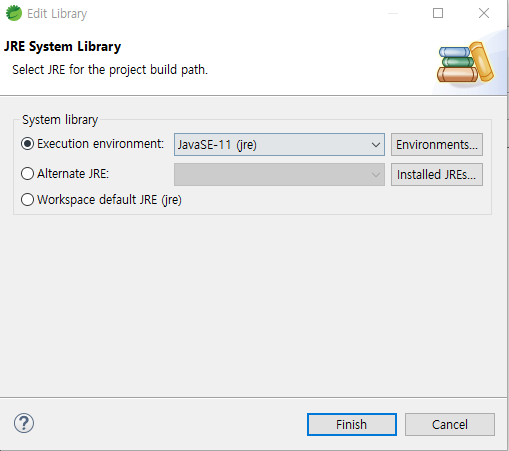 Edit Library
JRE System Library
Select JRE for the project build path.
System library
Execution environment: JavaSE-11 (jre) Environments...
Alternate JRE: Installed JREs...
Workspace default JRE (jre)
? Finish Cancel